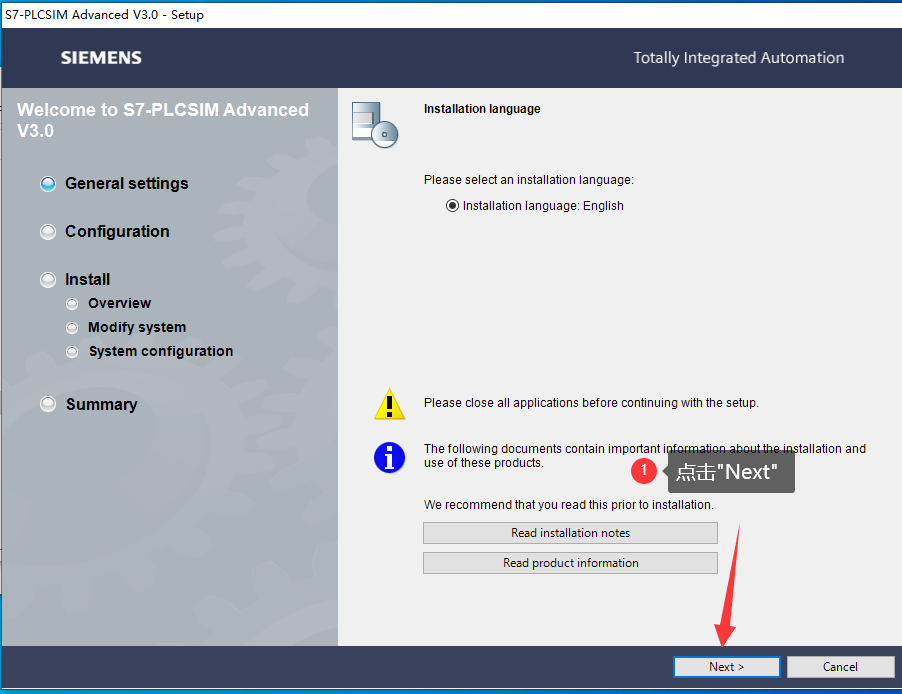 S7-PLCSIM Advanced V3.0 - Setup
SIEMENS
Totally Integrated Automation
Welcome to S7-PLCSIM Advanced
V3.0
General settings
Configuration
Install
Overview
Modify system
System configuration
Summary
Installation language
Please select an installation language:
Installation language: English
Please close all applications before continuing with the setup.
The following documents contain important information about the installation and
use of these products.
1
点击"Next"
We recommend that you read this prior to installation.
Read installation notes
Read product information
Next >
Cancel